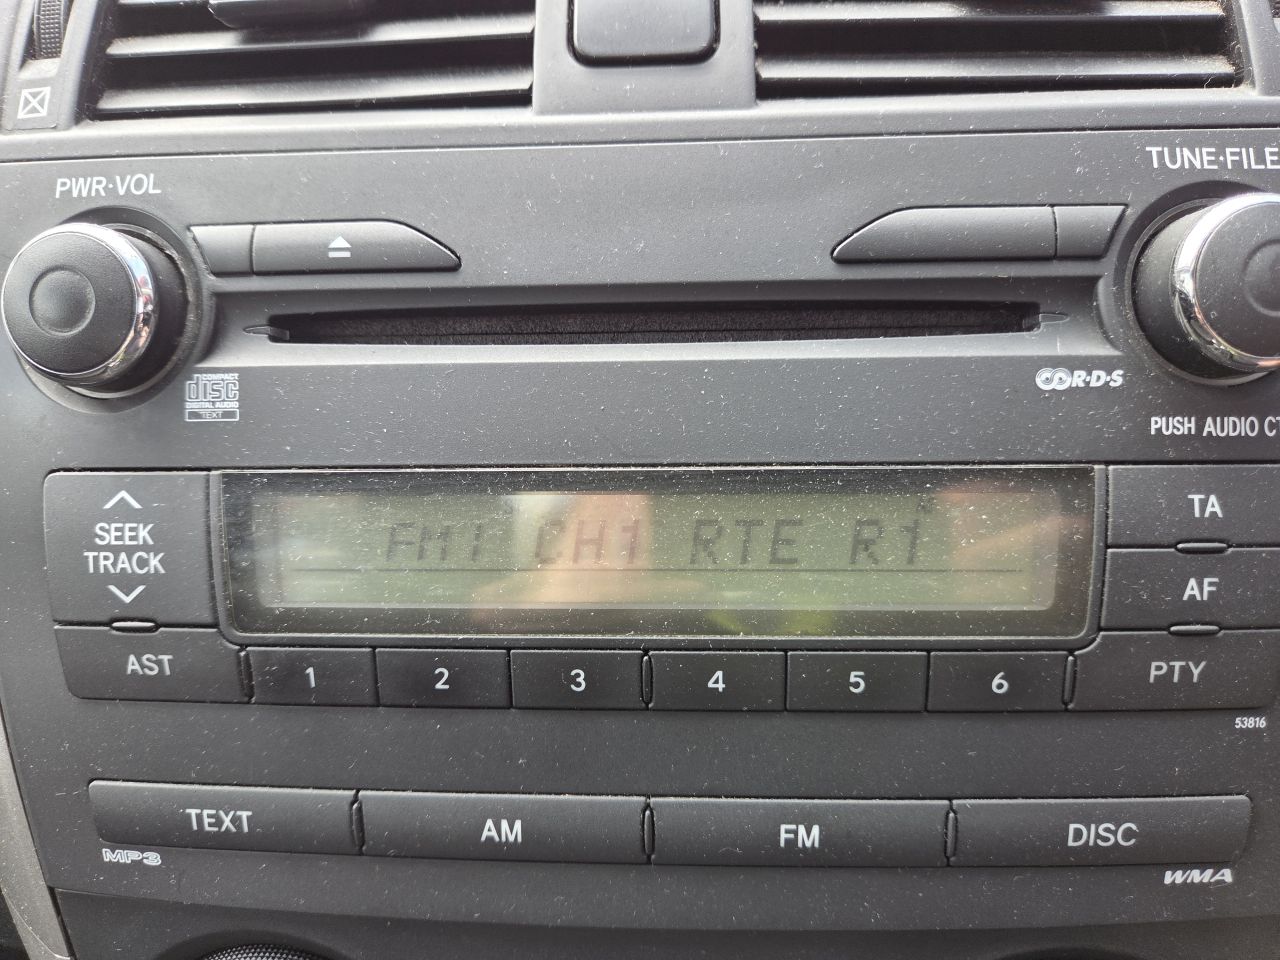 PWR·VOL
TUNE·FILE
COMPACT
disc
DIGITAL AUDIO
TEXT
R·D·S
PUSH AUDIO
SEEK
TRACK
FM1 CH1 RTE R1
TA
AF
AST
1 2 3 4 5 6
PTY
53816
TEXT
AM
FM
DISC
MP3
WMA